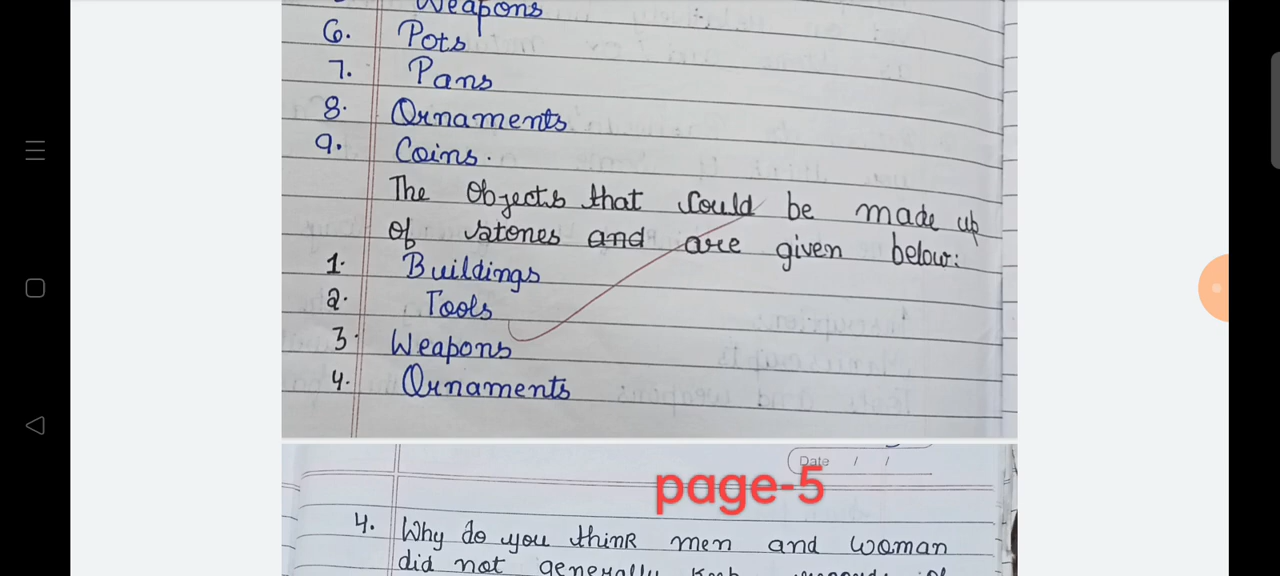 Weapons
6. Pots
7. Pans
8. Ornaments
9. Coins.
The Objects that could be made up
of stones and are given below:
1. Buildings
2. Tools
3. Weapons
4. Ornaments
Date / /
page-5
4. Why do you think men and woman
did not generally